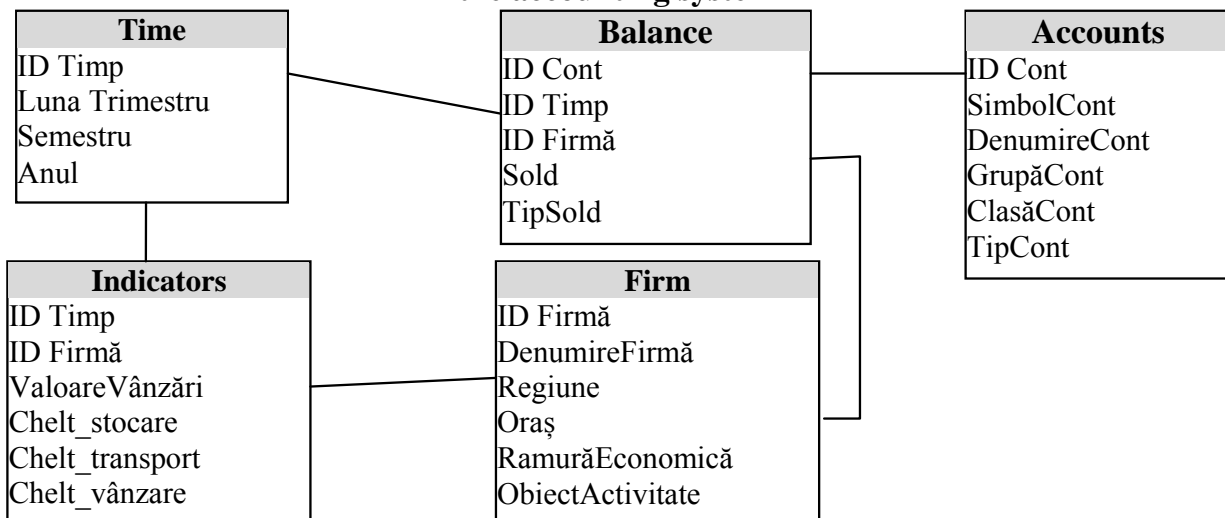 Time
ID Timp
Luna Trimestru
Semestru
Anul
Balance
ID Cont
ID Timp
ID Firmă
Sold
TipSold
Accounts
ID Cont
SimbolCont
DenumireCont
GrupăCont
ClasăCont
TipCont
Indicators
ID Timp
ID Firmă
ValoareVânzări
Chelt_stocare
Chelt_transport
Chelt_vânzare
Firm
ID Firmă
DenumireFirmă
Regiune
Oraș
RamurăEconomică
ObiectActivitate